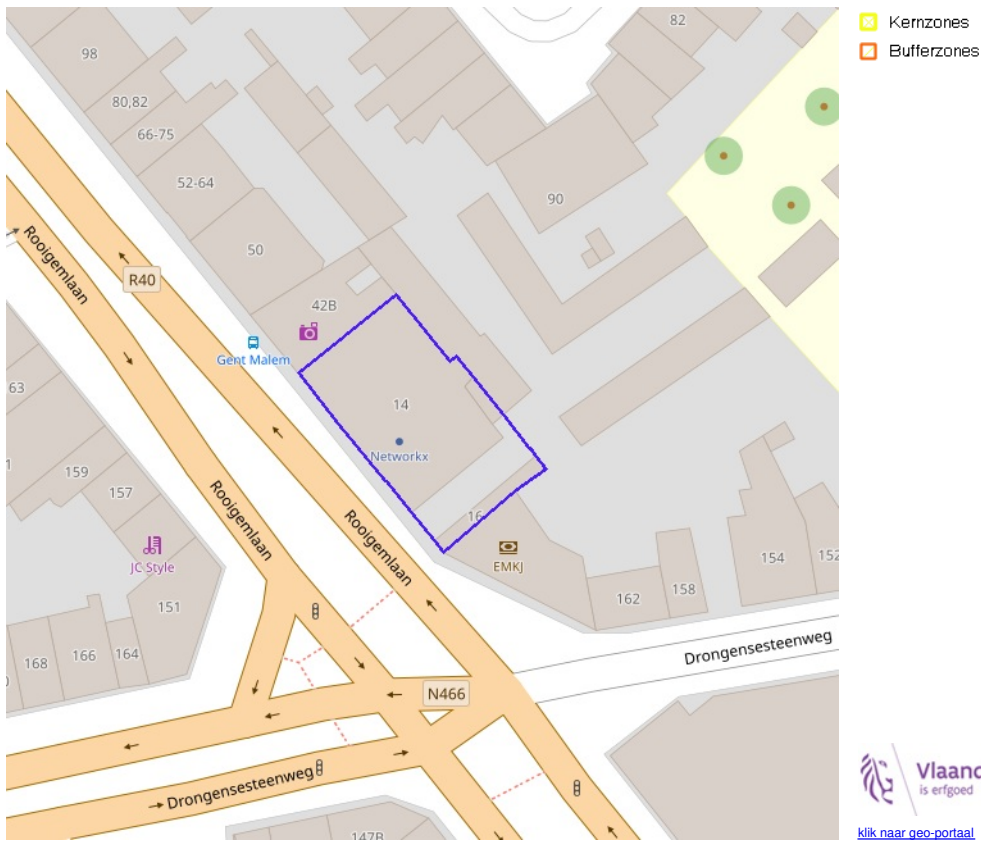 82
Kernzones
98
Bufferzones
80,82
66-75
52-64
90
50
Rooigemlaan
R40
42B
Gent Malem
63
14
Networkx
159
157
Rooigemlaan
Rooigemlaan
16
JC Style
EMKJ
154
152
151
162
158
168
166
164
Drongensesteenweg
N466
Drongensesteenweg
147B
Vlaand
is erfgoed
klik naar geo-portaal